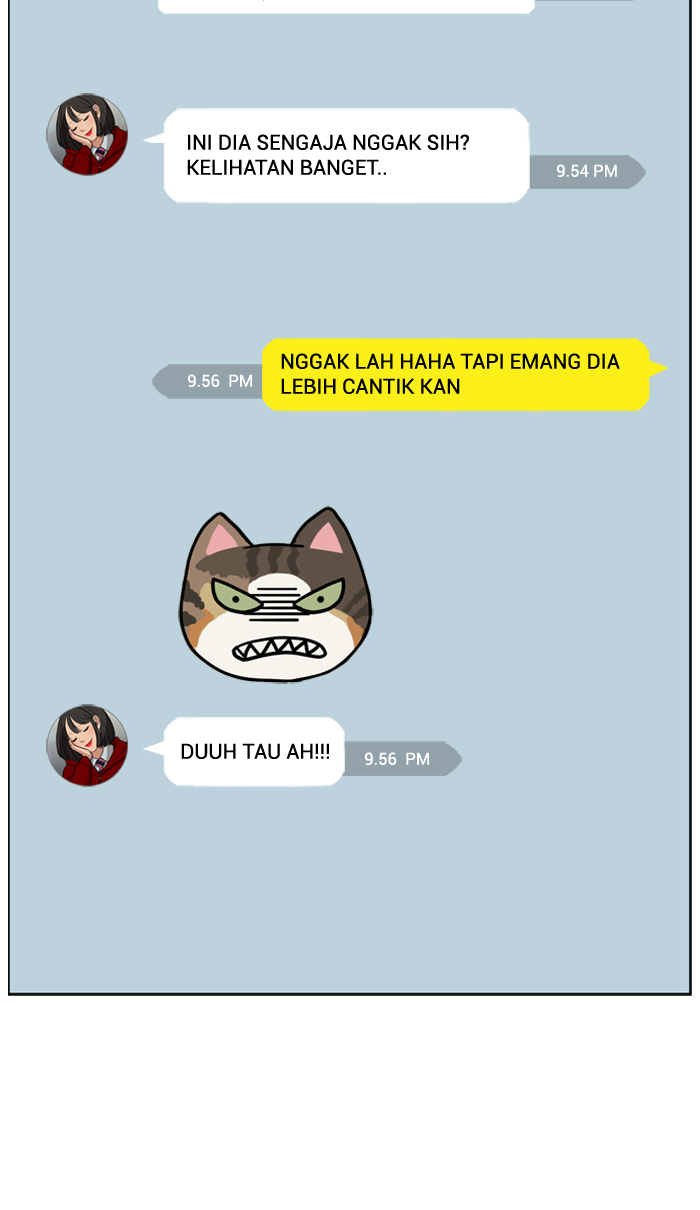 INI DIA SENGAJA NGGAK SIH?
KELIHATAN BANGET..
9.54 PM
NGGAK LAH HAHA TAPI EMANG DIA
LEBIH CANTIK KAN
9.56 PM
DUUH TAU AH!!!
9.56 PM